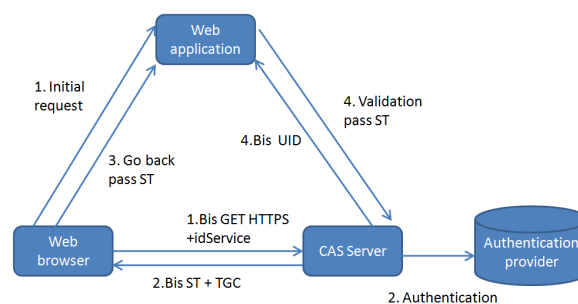 Web
application
1. Initial
request
3. Go back
pass ST
4. Validation
pass ST
4.Bis UID
1.Bis GET HTTPS
+idService
Web
browser
CAS Server
Authentication
provider
2.Bis ST + TGC
2. Authentication